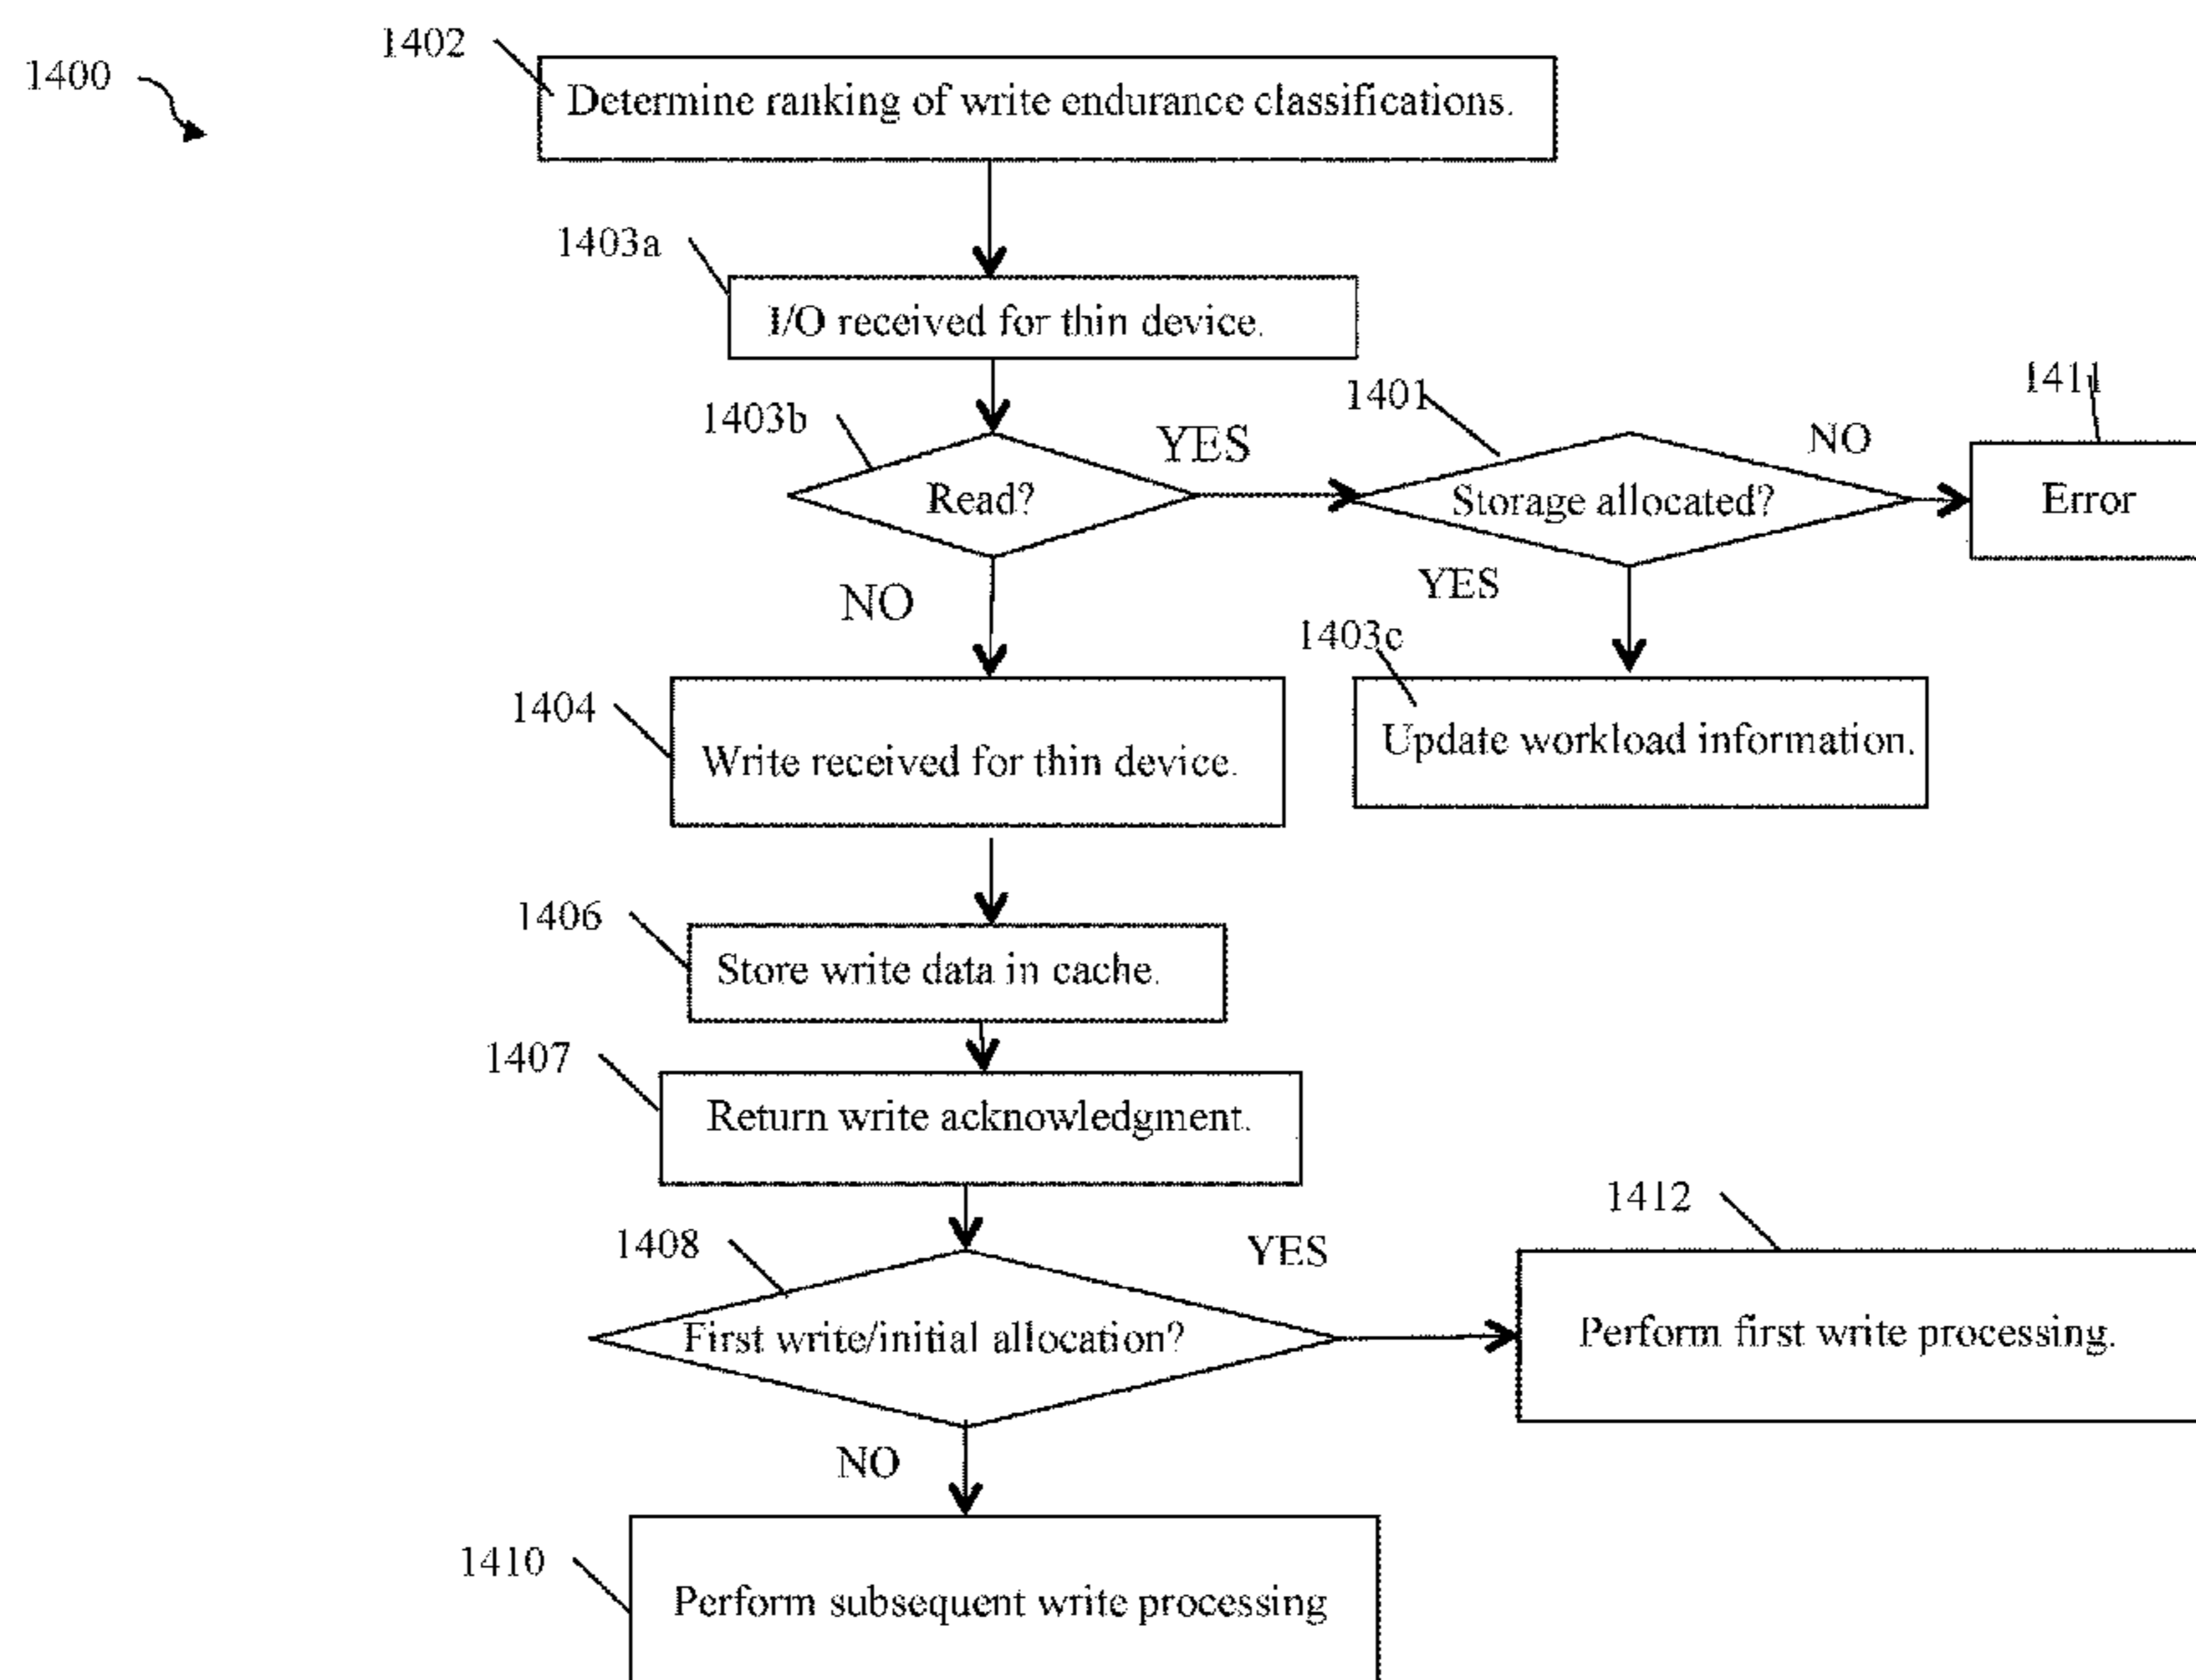 1402
1400
Determine ranking of write endurance classifications.
1403a
I/O received for thin device.
1401
1411
1403b
YES
NO
Read?
Storage allocated?
Error
NO
YES
1403c
1404
Update workload information.
Write received for thin device.
1406
Store write data in cache.
1407
Return write acknowledgment.
1412
1408
YES
First write/initial allocation?
Perform first write processing.
NO
1410
Perform subsequent write processing